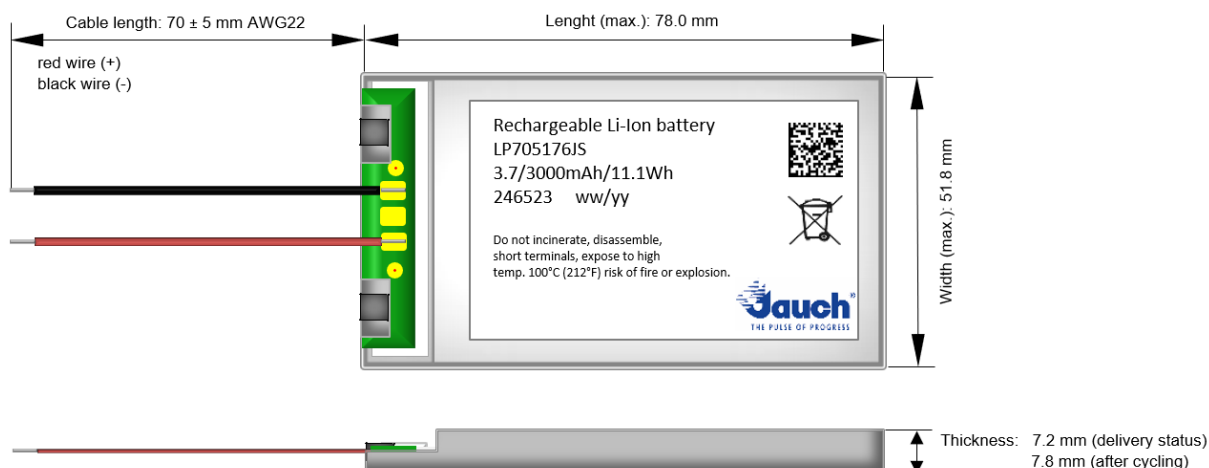 Cable length: 70 ± 5 mm AWG22
Lenght (max.): 78.0 mm
red wire (+)
black wire (-)
Rechargeable Li-Ion battery
LP705176JS
3.7/3000mAh/11.1Wh
246523 ww/yy
Do not incinerate, disassemble,
short terminals, expose to high
temp. 100°C (212°F) risk of fire or explosion.
Jauch®
THE PULSE OF PROGRESS
Width (max.): 51.8 mm
Thickness: 7.2 mm (delivery status)
7.8 mm (after cycling)